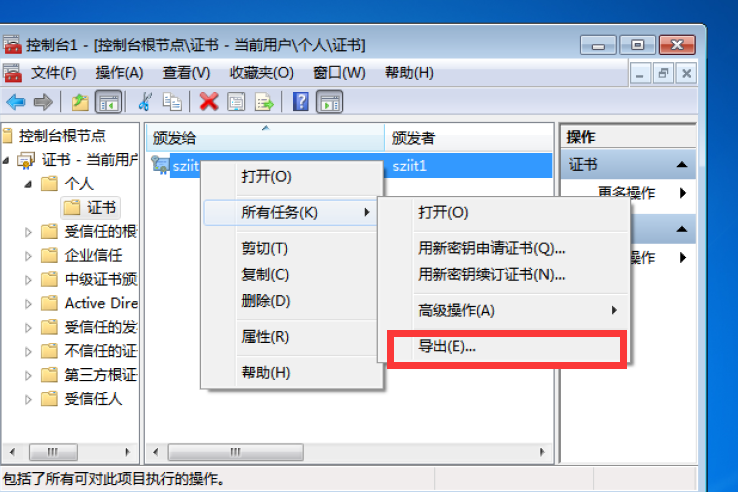 控制台1 - [控制台根节点\证书 - 当前用户\个人\证书]
文件(F) 操作(A) 查看(V) 收藏夹(O) 窗口(W) 帮助(H)
控制台根节点
证书 - 当前用户
个人
证书
受信任的根
企业信任
中级证书颁
Active Dire
受信任的发
不信任的证
第三方根证
受信任人
颁发给 颁发者
sziit sziit1
打开(O)
所有任务(K)
剪切(T)
复制(C)
删除(D)
属性(R)
帮助(H)
打开(O)
用新密钥申请证书(Q)...
用新密钥续订证书(N)...
高级操作(A)
导出(E)...
操作
证书
更多操作
操作
包括了所有可对此项目执行的操作。